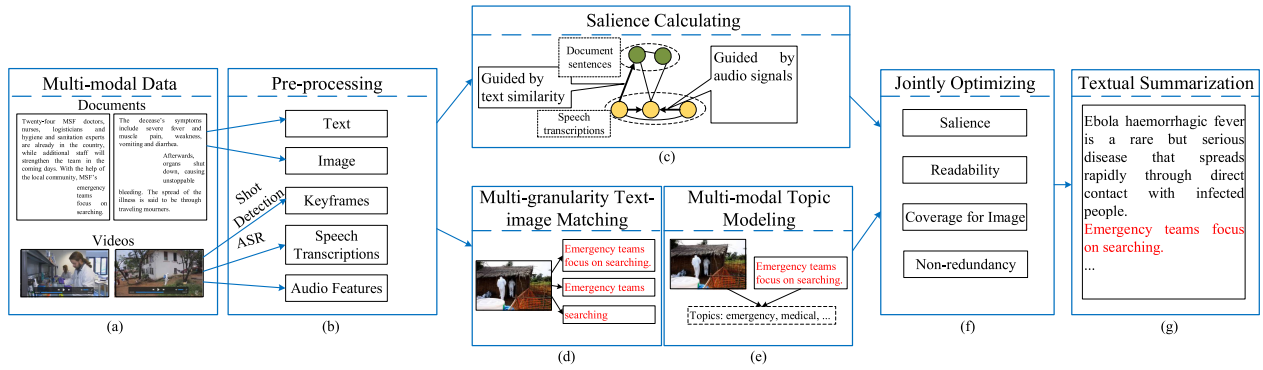 Multi-modal Data
Documents
Twenty-four MSF doctors,
nurses, logisticians and
hygiene and sanitation experts
are already in the country,
while additional staff will
strengthen the team in the
coming days. With the help of
the local community, MSF's
emergency
teams
focus on
searching.
The decease's symptoms
include severe fever and
muscle pain, weakness,
vomiting and diarrhea.
Afterwards,
organs shut
down, causing
unstoppable
bleeding. The spread of the
illness is said to be through
traveling mourners.
Videos
(a)
Pre-processing
Text
Image
Shot
Detection
Keyframes
ASR
Speech
Transcriptions
Audio Features
(b)
Salience Calculating
Document
sentences
Guided by
text similarity
Guided by
audio signals
Speech
transcriptions
(c)
Multi-granularity Text-
image Matching
Emergency teams
focus on searching.
Emergency teams
searching
(d)
Multi-modal Topic
Modeling
Emergency teams
focus on searching.
Topics: emergency, medical, ...
(e)
Jointly Optimizing
Salience
Readability
Coverage for Image
Non-redundancy
(f)
Textual Summarization
Ebola haemorrhagic fever
is a rare but serious
disease that spreads
rapidly through direct
contact with infected
people.
Emergency teams focus
on searching.
...
(g)